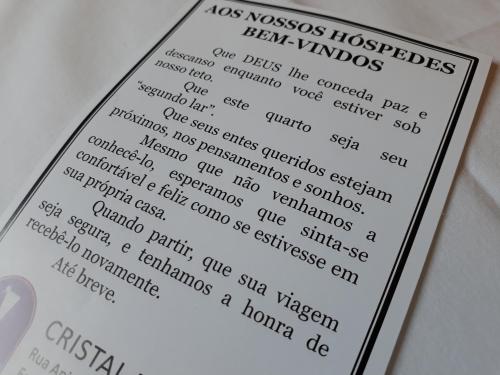 AOS NOSSOS HÓSPEDES
BEM-VINDOS
Que DEUS lhe conceda paz e
descanso enquanto você estiver sob
nosso teto.
Que este quarto seja seu
"segundo lar".
Que seus entes queridos estejam
próximos, nos pensamentos e sonhos.
Mesmo que não venhamos a
conhecê-lo, esperamos que sinta-se
confortável e feliz como se estivesse em
sua própria casa.
Quando partir, que sua viagem
seja segura, e tenhamos a honra de
recebê-lo novamente.
Até breve.
CRISTAL
Rua